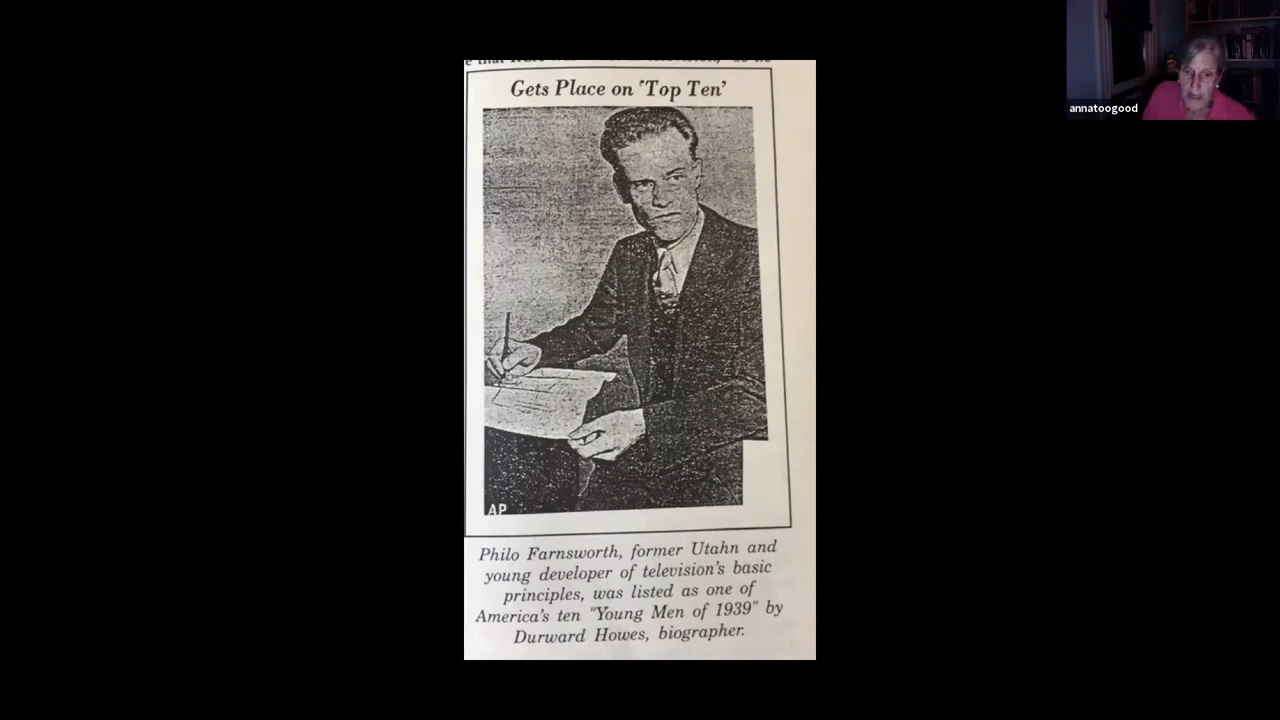 Gets Place on 'Top Ten'
annatoogood
AP
Philo Farnsworth, former Utahn and
young developer of television's basic
principles, was listed as one of
America's ten "Young Men of 1939" by
Durward Howes, biographer.